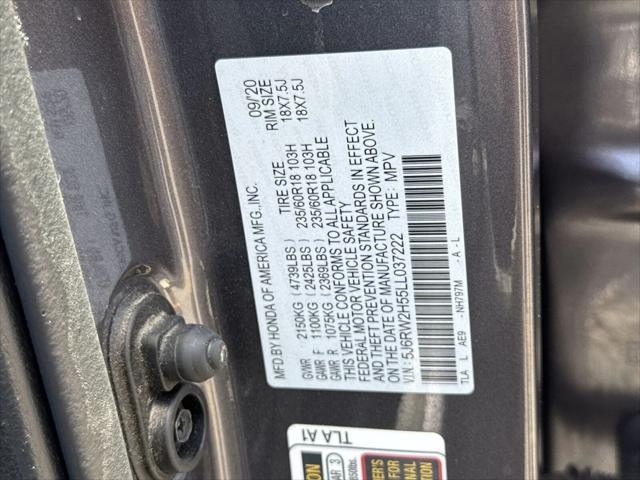 MFD BY HONDA OF AMERICA MFG., INC. 09/'20
TIRE SIZE RIM SIZE
GVWR 2150KG (4739LBS) 235/60R18 103H 18X7.5J
GAWR F 1100KG (2425LBS) 235/60R18 103H 18X7.5J
GAWR R 1075KG (2369LBS)
THIS VEHICLE CONFORMS TO ALL APPLICABLE
FEDERAL MOTOR VEHICLE SAFETY
AND THEFT PREVENTION STANDARDS IN EFFECT
ON THE DATE OF MANUFACTURE SHOWN ABOVE.
VIN: 5J6RW2H55LL037222 TYPE: MPV
TLA L AE9 -NH797M -A-L
TLA A1